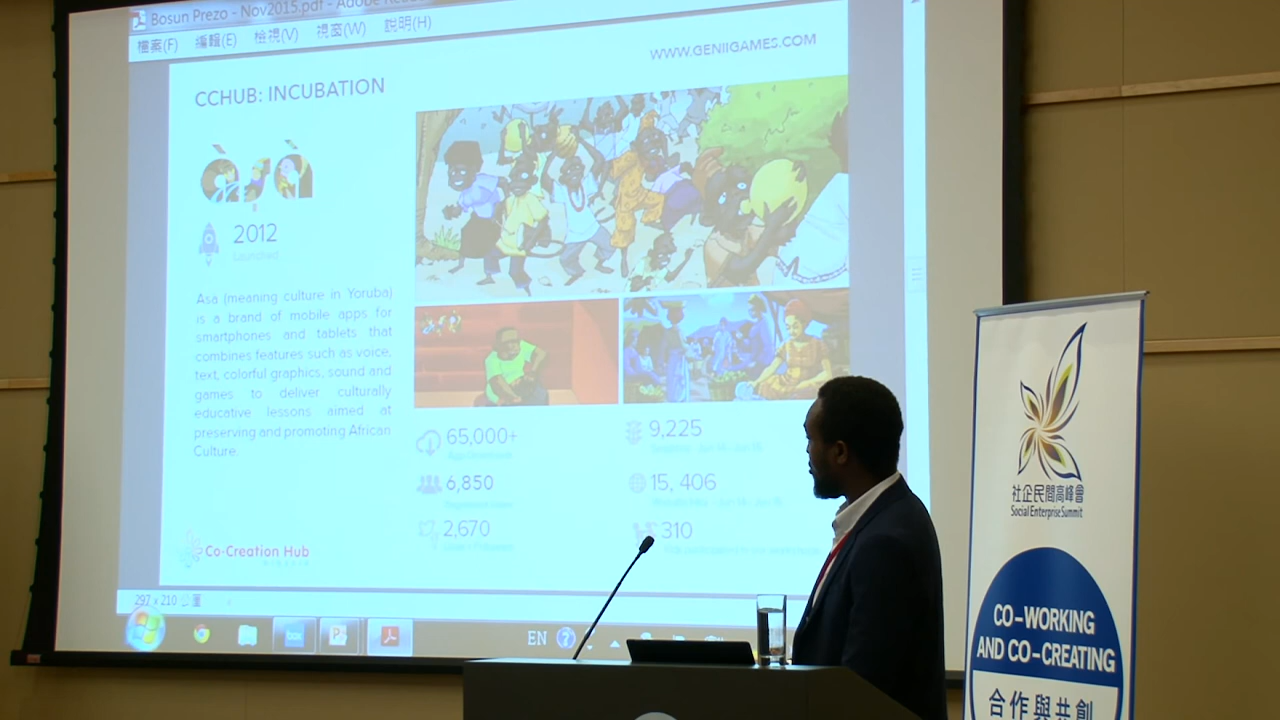 Bosun Prezo - Nov2015.pdf - Adobe
檔案(F) 編輯(E) 檢視(V) 視窗(W) 說明(H)
WWW.GENIIGAMES.COM
CCHUB: INCUBATION
àṣà
2012
Launched
Asa (meaning culture in Yoruba)
is a brand of mobile apps for
smartphones and tablets that
combines features such as voice,
text, colorful graphics, sound and
games to deliver culturally
educative lessons aimed at
preserving and promoting African
Culture.
65,000+
9,225
6,850
15, 406
2,670
310
Co-Creation Hub
297 x 210 公釐
EN
社企民間高峰會
Social Enterprise Summit
CO-WORKING
AND CO-CREATING
合作與共創